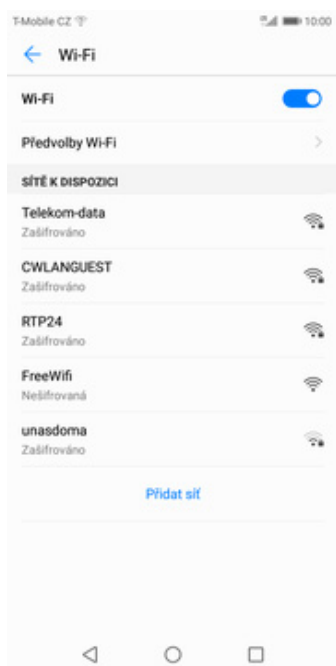 T-Mobile CZ
10:00
Wi-Fi
Wi-Fi
Předvolby Wi-Fi
SÍTĚ K DISPOZICI
Telekom-data
Zašifrováno
CWLANGUEST
Zašifrováno
RTP24
Zašifrováno
FreeWifi
Nešifrovaná
unasdoma
Zašifrováno
Přidat síť